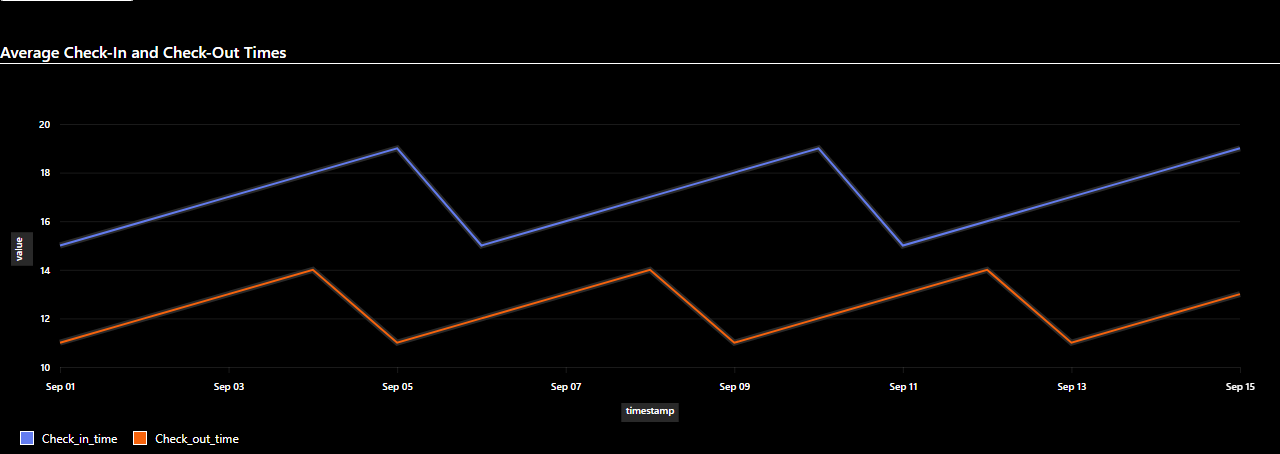 Average Check-In and Check-Out Times
20
18
16
14
12
10
value
Sep 01 Sep 03 Sep 05 Sep 07 Sep 09 Sep 11 Sep 13 Sep 15
timestamp
Check_in_time Check_out_time